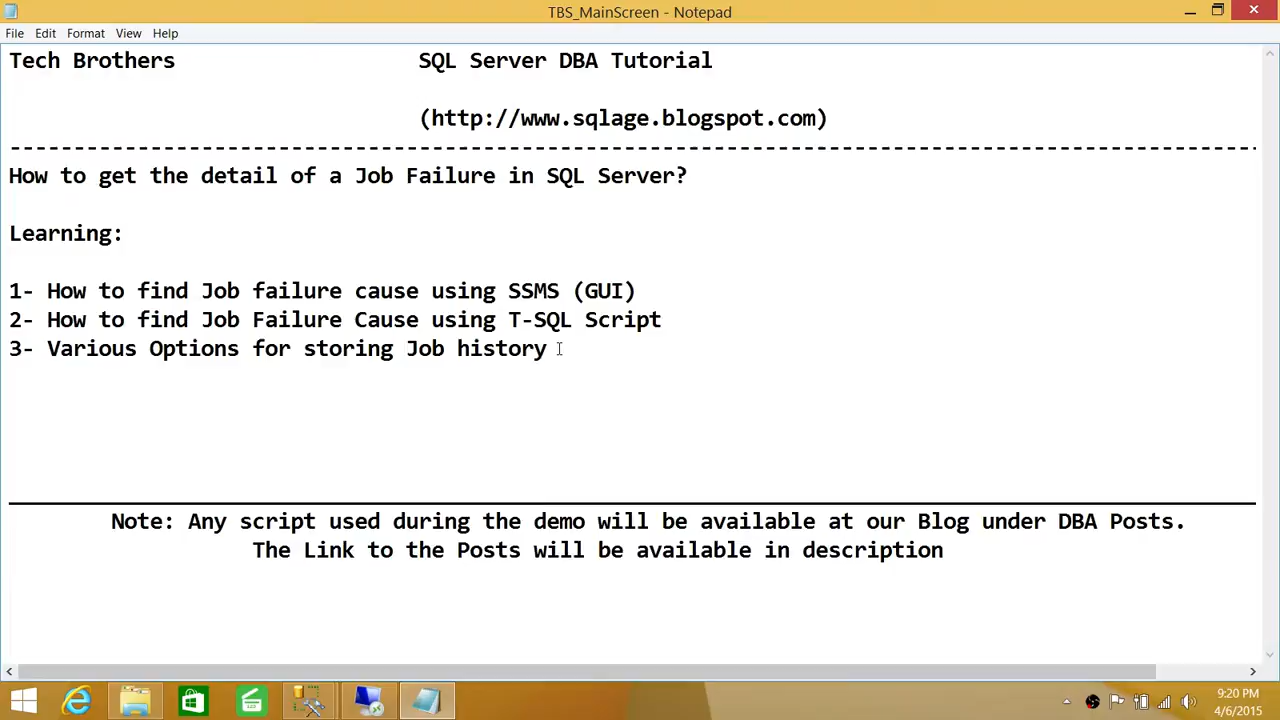 TBS_MainScreen - Notepad
File Edit Format View Help
Tech Brothers SQL Server DBA Tutorial
(http://www.sqlage.blogspot.com)
--------------------------------------------------------------------------------------------------
How to get the detail of a Job Failure in SQL Server?
Learning:
1- How to find Job failure cause using SSMS (GUI)
2- How to find Job Failure Cause using T-SQL Script
3- Various Options for storing Job history
Note: Any script used during the demo will be available at our Blog under DBA Posts.
The Link to the Posts will be available in description
9:20 PM
4/6/2015